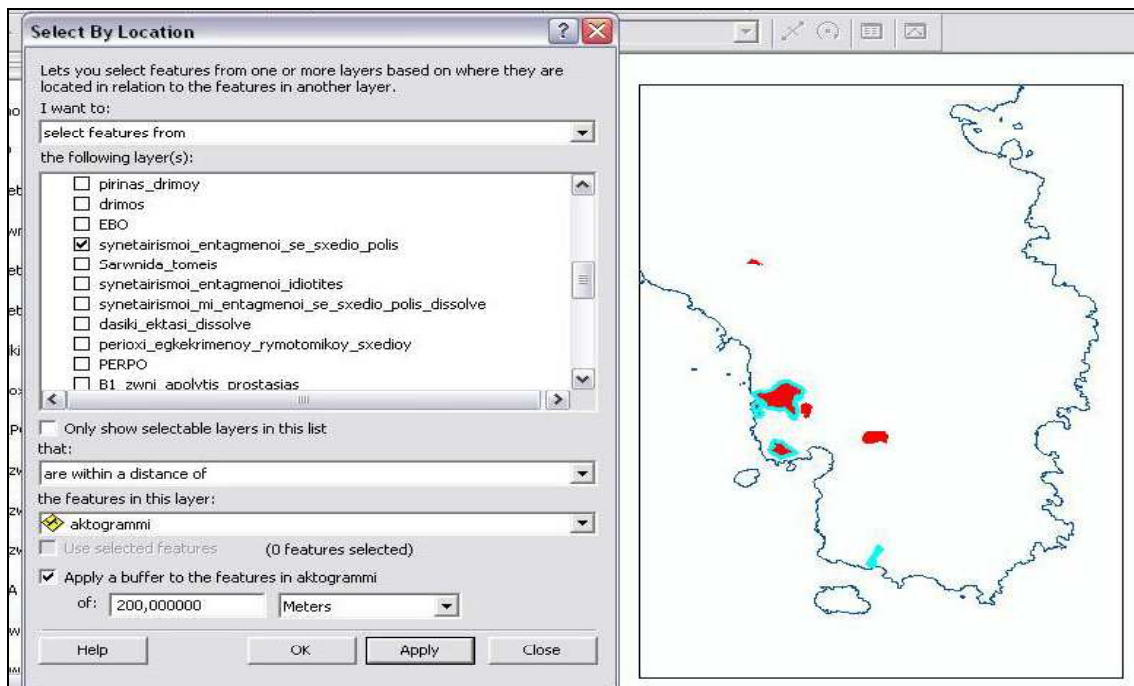 Select By Location
Lets you select features from one or more layers based on where they are
located in relation to the features in another layer.
I want to:
select features from
the following layer(s):
pirinas_drimoy
drimos
EBO
synetairismoi_entagmenoi_se_sxedio_polis
Sarwnida_tomeis
synetairismoi_entagmenoi_idiotites
synetairismoi_mi_entagmenoi_se_sxedio_polis_dissolve
dasiki_ektasi_dissolve
perioxi_egkekrimenoy_rymotomikoy_sxedioy
PERPO
B1_zwni_apolytis_prostasias
Only show selectable layers in this list
that:
are within a distance of
the features in this layer:
aktogrammi
Use selected features (0 features selected)
Apply a buffer to the features in aktogrammi
of: 200,000000 Meters
Help OK Apply Close